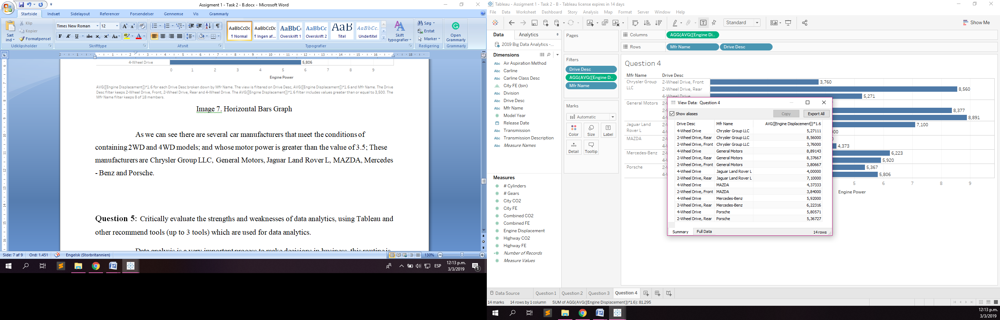 Assigment 1 - Task 2 - B.docx - Microsoft Word
Startside Indsæt Sidelayout Referencer Forsendelser Gennemse Vis Grammarly
Sæt ind
Klip
Kopier
Formatpensel
Udklipsholder
Times New Roman 12
F K U abe x₂ x² Aa
Skrifttype
Afsnit
AaBbCcDc AaBbCcDc AaBbCc AaBbCc AaB AaBbCc.
¶ Normal ¶ Ingen af... Overskrift 1 Overskrift 2 Titel Undertitel
Skift typografier
Typografier
Søg
Erstat
Marker
Redigering
Open Grammarly
Grammarly
4-Wheel Drive 5,806
0 1 2 3 4 5 6 7 8 9
Engine Power
AVG([Engine Displacement])*1.6 for each Drive Desc broken down by Mfr Name. The view is filtered on Drive Desc, AVG([Engine Displacement])*1.6 and Mfr Name. The Drive
Desc filter keeps 2-Wheel Drive, Front, 2-Wheel Drive, Rear and 4-Wheel Drive. The AVG([Engine Displacement])*1.6 filter includes values greater than or equal to 3,500. The
Mfr Name filter keeps 8 of 18 members.
Image 7. Horizontal Bars Graph
As we can see there are several car manufacturers that meet the conditions of
containing 2WD and 4WD models; and whose motor power is greater than the value of 3.5; These
manufacturers are Chrysler Group LLC, General Motors, Jaguar Land Rover L, MAZDA, Mercedes
- Benz and Porsche.
Question 5: Critically evaluate the strengths and weaknesses of data analytics, using Tableau and
other recommend tools (up to 3 tools) which are used for data analytics.
Data analysis is a very important process to make decisions in business, this routine is
Side: 7 af 9 Ord: 1.451 Engelsk (Storbritannien) 130%
ESP 12:13 p.m.
3/3/2019
1
Tableau - Assigment 1 - Task 2 - B - Tableau license expires in 14 days
File Data Worksheet Dashboard Story Analysis Map Format Server Window Help
Standard Show Me
Data Analytics
2019 Big Data Analytics -...
Dimensions
Abc Air Aspiration Method
Abc Carline
Abc Carline Class Desc
City FE (bin)
Abc Division
Abc Drive Desc
Abc Mfr Name
# Model Year
Release Date
Abc Transmission
Abc Transmission Description
Abc Measure Names
Measures
# # Cylinders
# # Gears
# City CO2
# City FE
# Combined CO2
# Combined FE
# Engine Displacement
# Highway CO2
# Highway FE
=# Number of Records
# Measure Values
Pages
Filters
Drive Desc
AGG(AVG([Engine D..
Mfr Name
Marks
Automatic
Color Size Label
Detail Tooltip
Columns AGG(AVG([Engine Di..
Rows Mfr Name Drive Desc
Question 4
Mfr Name Drive Desc
Chrysler Group LLC 2-Wheel Drive, Front 3,760
2-Wheel Drive, Rear 8,560
4-Wheel Drive 5,271
General Motors
8,377
8,891
Jaguar Land Rover L 7,100
MAZDA
4,373
Mercedes-Benz 6,223
5,920
Porsche 5,367
5,806
5 6 7 8 9
Engine Power
View Data: Question 4
Show aliases Copy Export All
Drive Desc Mfr Name AVG([Engine Displacement])*1.6
4-Wheel Drive Chrysler Group LLC 5,27111
2-Wheel Drive, Rear Chrysler Group LLC 8,56000
2-Wheel Drive, Front Chrysler Group LLC 3,76000
4-Wheel Drive General Motors 8,89143
2-Wheel Drive, Rear General Motors 8,37667
2-Wheel Drive, Front General Motors 3,80667
4-Wheel Drive Jaguar Land Rover L 4,00000
2-Wheel Drive, Rear Jaguar Land Rover L 7,10000
4-Wheel Drive MAZDA 4,37333
2-Wheel Drive, Front MAZDA 3,84000
4-Wheel Drive Mercedes-Benz 5,92000
2-Wheel Drive, Rear Mercedes-Benz 6,22316
4-Wheel Drive Porsche 5,80571
2-Wheel Drive, Rear Porsche 5,36727
Summary Full Data 14 rows
Data Source Question 1 Question 2 Question 3 Question 4
14 marks 14 rows by 1 column SUM of AGG(AVG([Engine Displacement])*1.6): 81,295
12:13 p.m.
3/3/2019